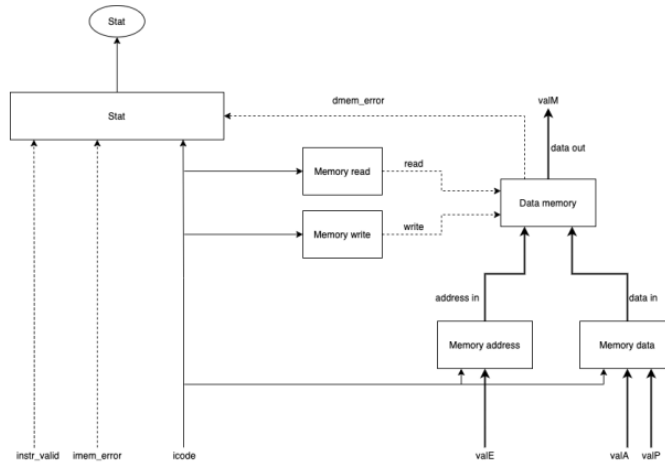 Stat
Stat
dmem_error
valM
data out
Memory read
read
Data memory
Memory write
write
address in
data in
Memory address
Memory data
instr_valid
imem_error
icode
valE
valA
valP